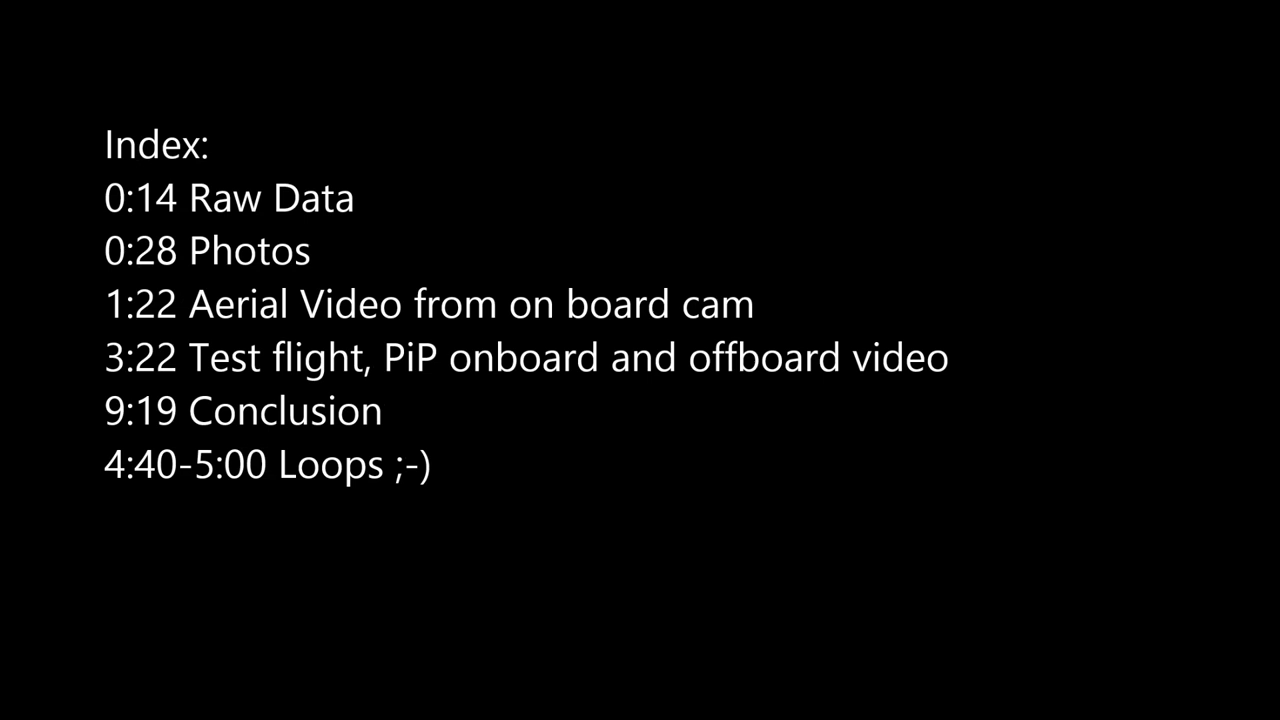 Index:
0:14 Raw Data
0:28 Photos
1:22 Aerial Video from on board cam
3:22 Test flight, PiP onboard and offboard video
9:19 Conclusion
4:40-5:00 Loops ;-)